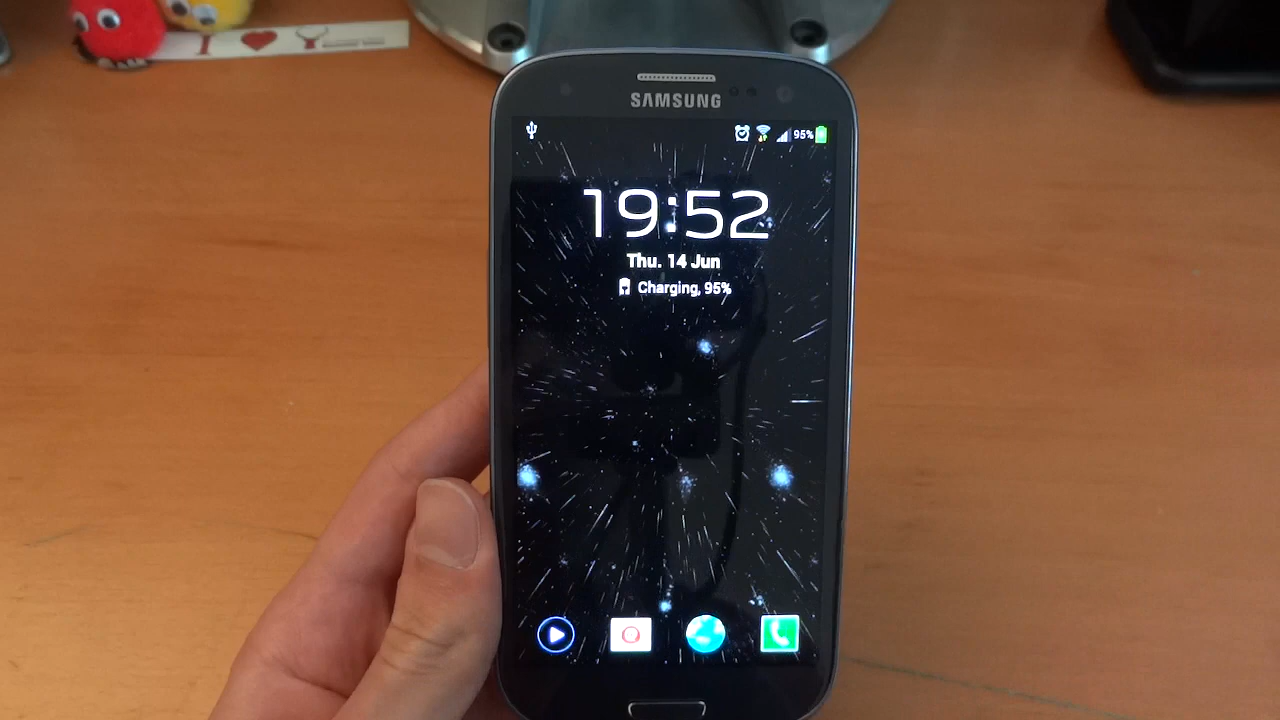 I
SAMSUNG
95%
19:52
Thu. 14 Jun
Charging, 95%
@